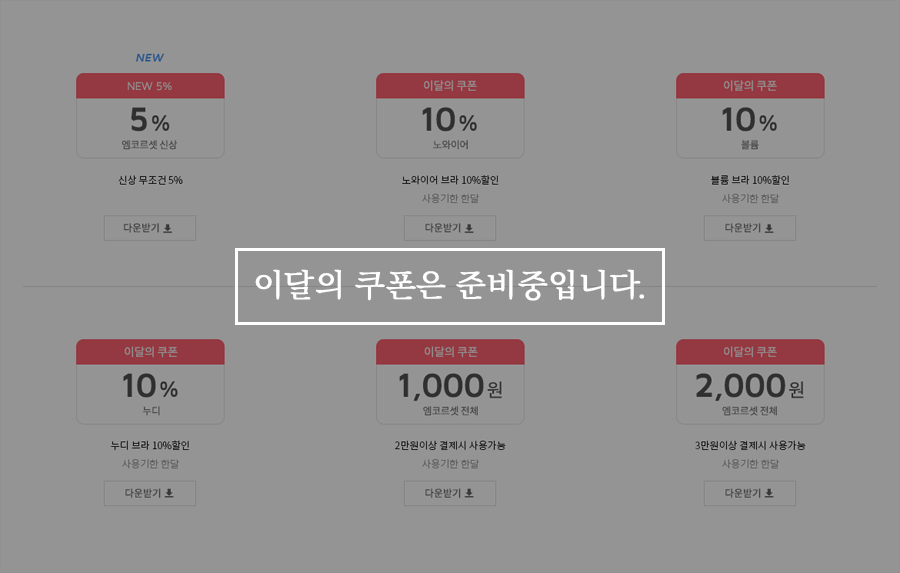 NEW
NEW 5%
5%
엠코르셋 신상
신상 무조건 5%
다운받기
이달의 쿠폰
10%
노와이어
노와이어 브라 10%할인
사용기한 한달
다운받기
이달의 쿠폰
10%
볼륨
볼륨 브라 10%할인
사용기한 한달
다운받기
이달의 쿠폰은 준비중입니다.
이달의 쿠폰
10%
누디
누디 브라 10%할인
사용기한 한달
다운받기
이달의 쿠폰
1,000원
엠코르셋 전체
2만원이상 결제시 사용가능
사용기한 한달
다운받기
이달의 쿠폰
2,000원
엠코르셋 전체
3만원이상 결제시 사용가능
사용기한 한달
다운받기